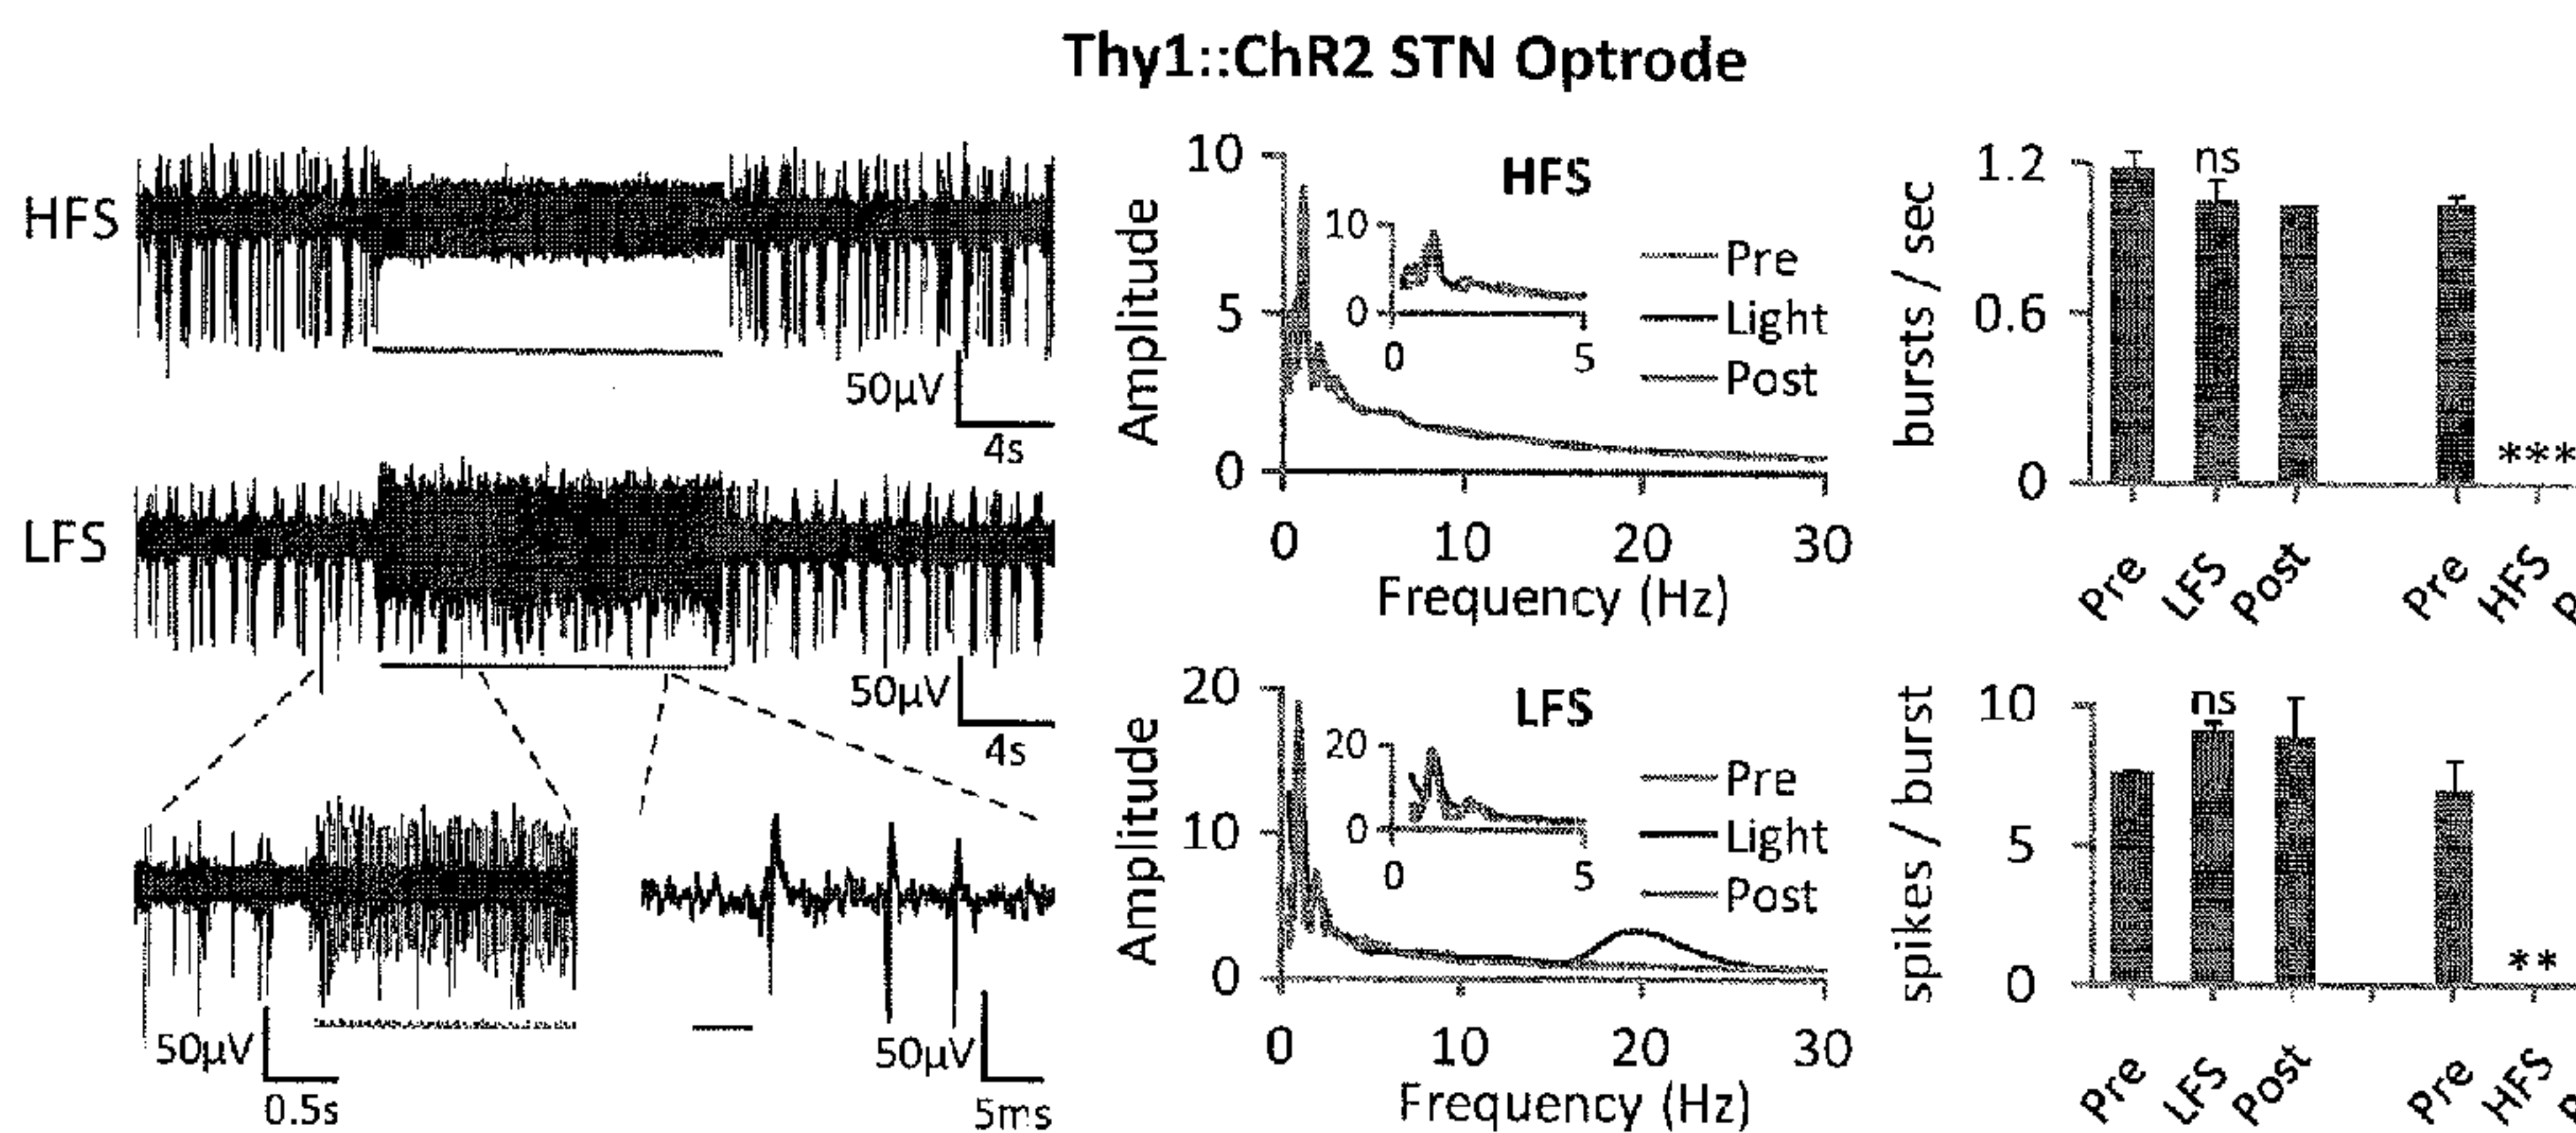 Thy1::ChR2 STN Optrode
HFS
50µV
4s
LFS
50µV
4s
50µV
0.5s
50µV
5ms
Amplitude
10
5
0
HFS
10
0
0
5
Pre
Light
Post
0
10
20
30
Frequency (Hz)
Amplitude
20
10
0
LFS
20
0
0
5
Pre
Light
Post
0
10
20
30
Frequency (Hz)
bursts / sec
1.2
0.6
0
ns
***
Pre
LFS
Post
Pre
HFS
spikes / burst
10
5
0
ns
**
Pre
LFS
Post
Pre
HFS